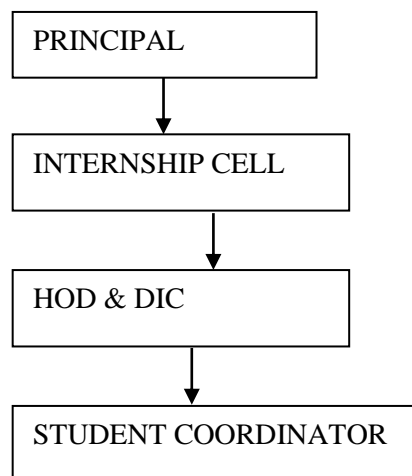 PRINCIPAL
INTERNSHIP CELL
HOD & DIC
STUDENT COORDINATOR